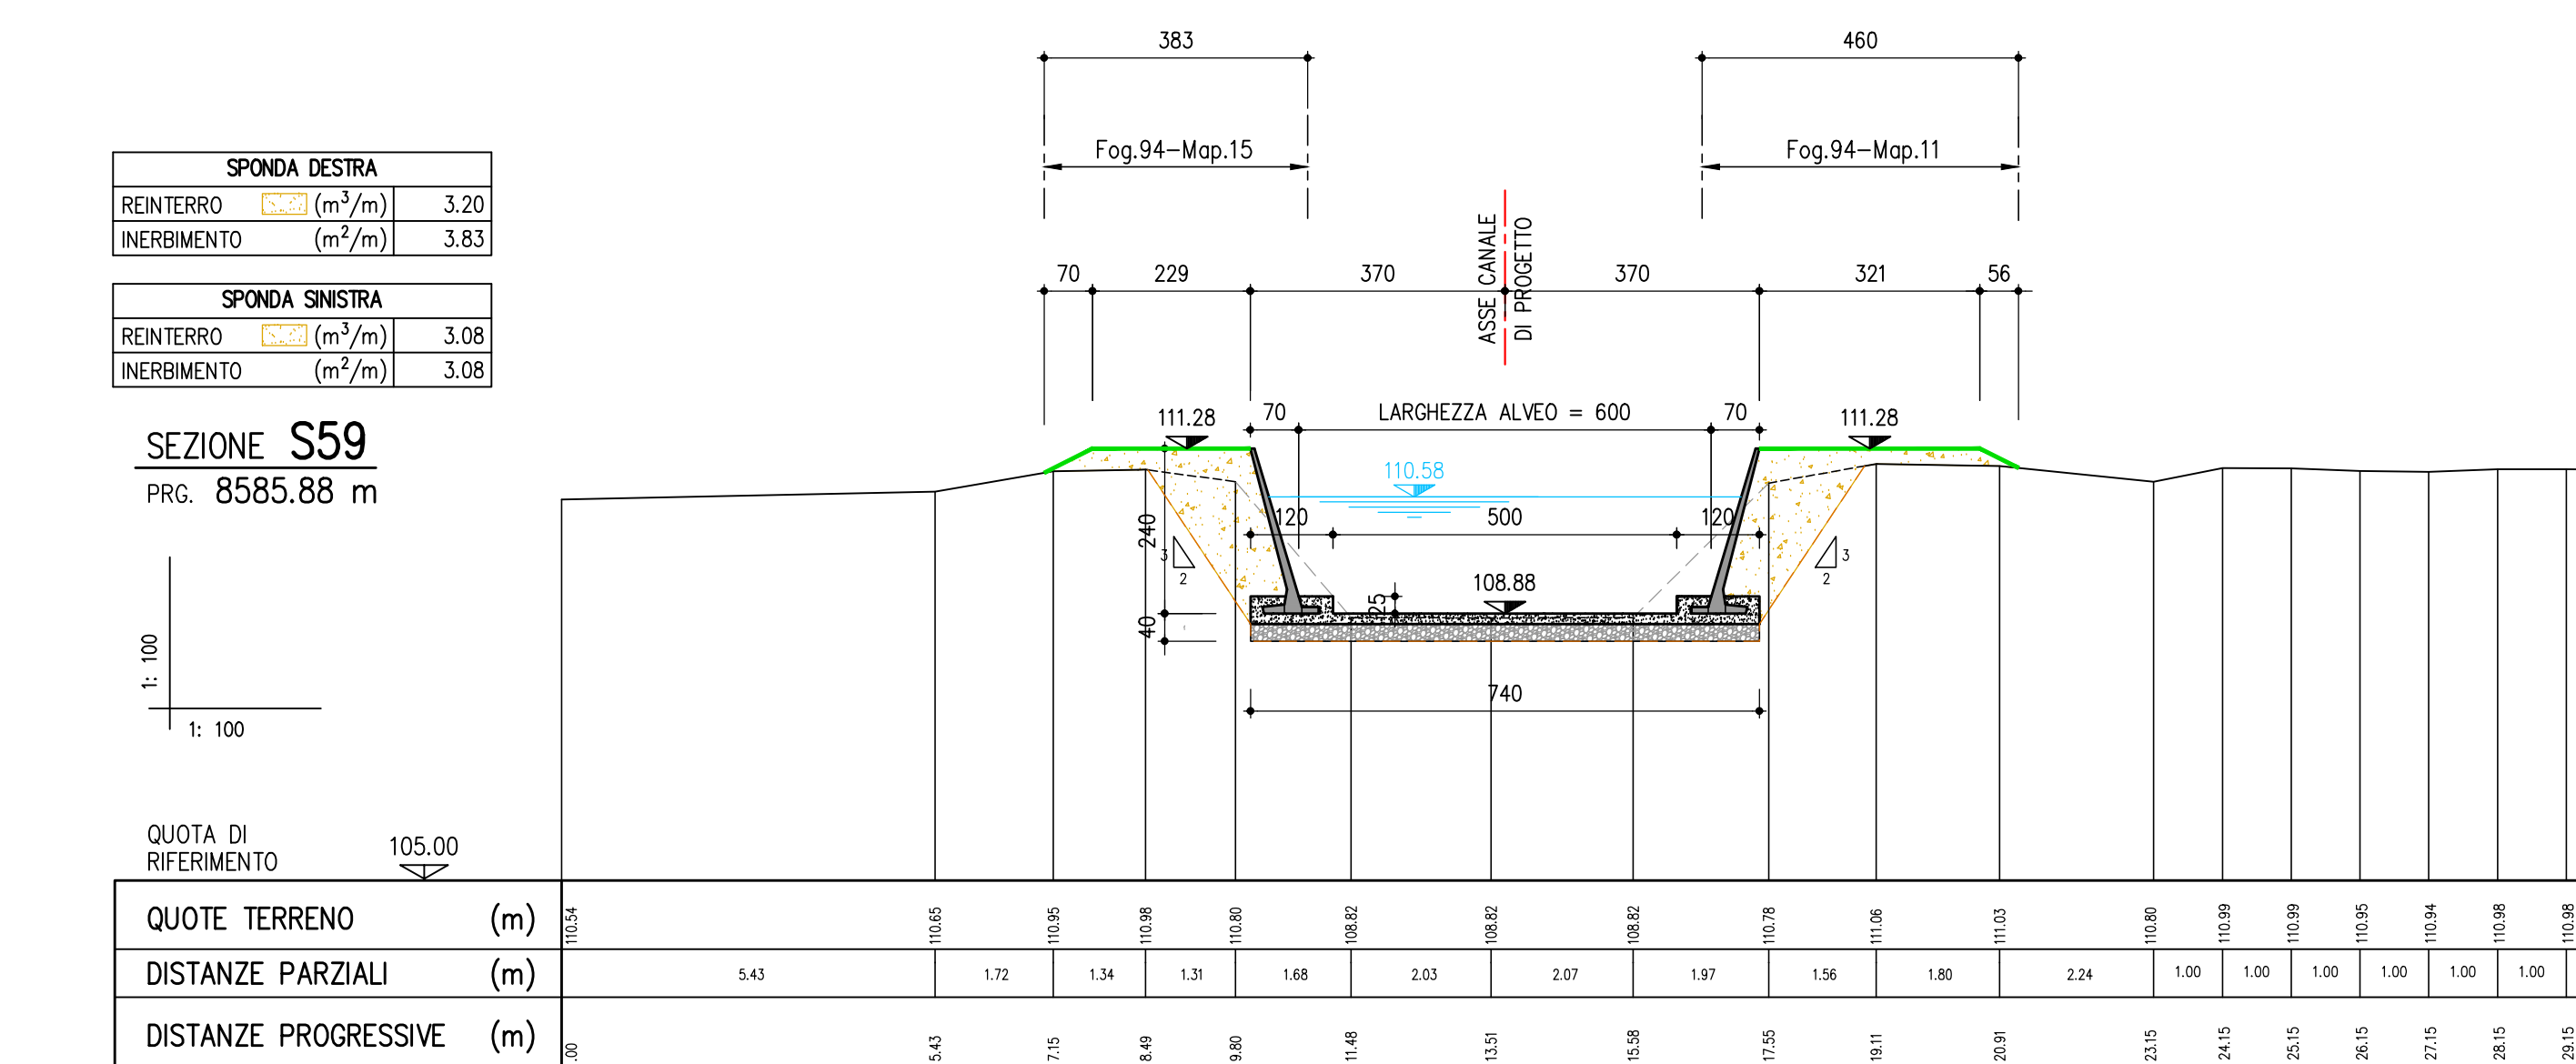 383
460
Fog.94-Map.15
Fog.94-Map.11
SPONDA DESTRA
REINTERRO (m³/m) 3.20
INERBIMENTO (m²/m) 3.83
SPONDA SINISTRA
REINTERRO (m³/m) 3.08
INERBIMENTO (m²/m) 3.08
ASSE CANALE
DI PROGETTO
70 229 370 370 321 56
SEZIONE S59
PRG. 8585.88 m
111.28
70 LARGHEZZA ALVEO = 600 70
111.28
110.58
120 500 120
240
3
2
3
2
108.88
25
40
740
1: 100
1: 100
QUOTA DI
RIFERIMENTO
105.00
QUOTE TERRENO (m) 110.54 110.65 110.95 110.98 110.80 108.82 108.82 108.82 110.78 111.06 111.03 110.80 110.99 110.99 110.95 110.94 110.98 110.98
DISTANZE PARZIALI (m) 5.43 1.72 1.34 1.31 1.68 2.03 2.07 1.97 1.56 1.80 2.24 1.00 1.00 1.00 1.00 1.00 1.00
DISTANZE PROGRESSIVE (m) .00 5.43 7.15 8.49 9.80 11.48 13.51 15.58 17.55 19.11 20.91 23.15 24.15 25.15 26.15 27.15 28.15 29.15